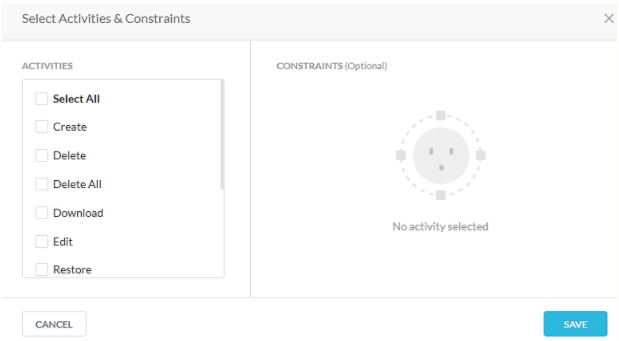 Select Activities & Constraints
ACTIVITIES
Select All
Create
Delete
Delete All
Download
Edit
Restore
CONSTRAINTS (Optional)
No activity selected
CANCEL
SAVE